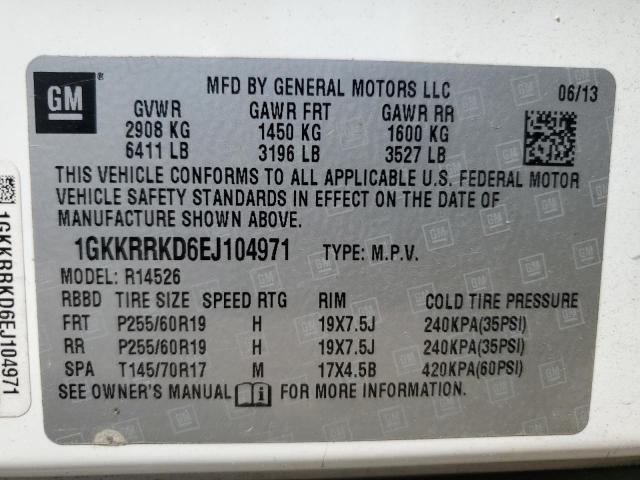 GM
MFD BY GENERAL MOTORS LLC
06/13
GVWR GAWR FRT GAWR RR
2908 KG 1450 KG 1600 KG
6411 LB 3196 LB 3527 LB
THIS VEHICLE CONFORMS TO ALL APPLICABLE U.S. FEDERAL MOTOR
VEHICLE SAFETY STANDARDS IN EFFECT ON THE DATE OF
MANUFACTURE SHOWN ABOVE.
1GKKRRKD6EJ104971 TYPE: M.P.V.
MODEL: R14526
RBBD TIRE SIZE SPEED RTG RIM COLD TIRE PRESSURE
FRT P255/60R19 H 19X7.5J 240KPA(35PSI)
RR P255/60R19 H 19X7.5J 240KPA(35PSI)
SPA T145/70R17 M 17X4.5B 420KPA(60PSI)
SEE OWNER'S MANUAL FOR MORE INFORMATION.
1GKKRRKD6EJ104971